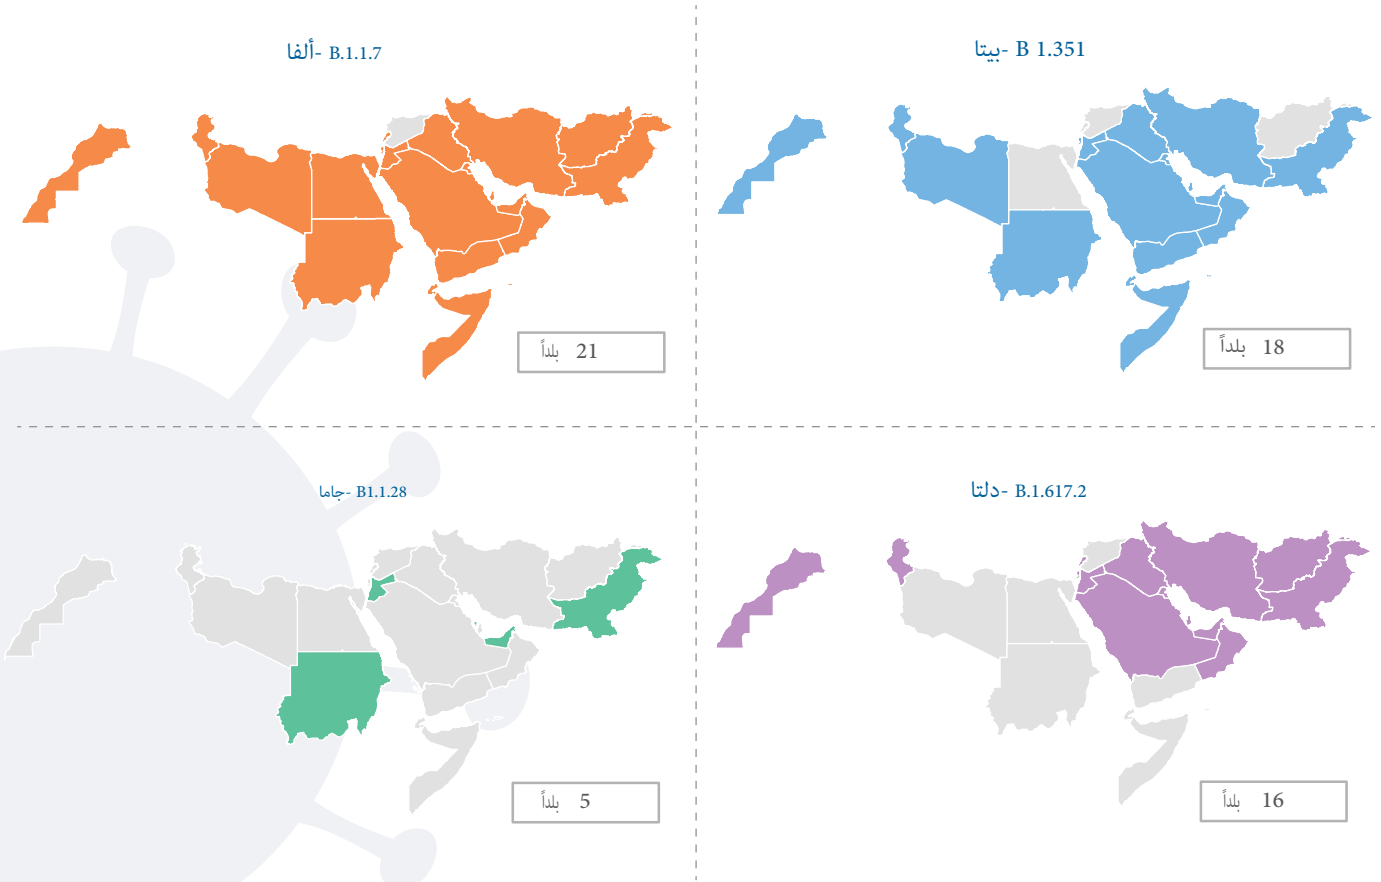 ألفا- B.1.1.7
21 بلداً
بيتا- B 1.351
18 بلداً
جاما- B1.1.28
5 بلداً
دلتا- B.1.617.2
16 بلداً